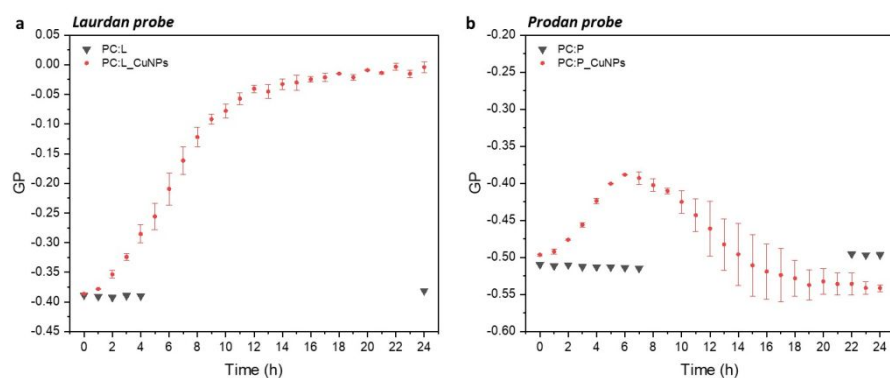 a
Laurdan probe
PC:L
PC:L_CuNPs
GP
0.05
0.00
-0.05
-0.10
-0.15
-0.20
-0.25
-0.30
-0.35
-0.40
-0.45
0 2 4 6 8 10 12 14 16 18 20 22 24
Time (h)
b
Prodan probe
PC:P
PC:P_CuNPs
GP
-0.20
-0.25
-0.30
-0.35
-0.40
-0.45
-0.50
-0.55
-0.60
0 2 4 6 8 10 12 14 16 18 20 22 24
Time (h)